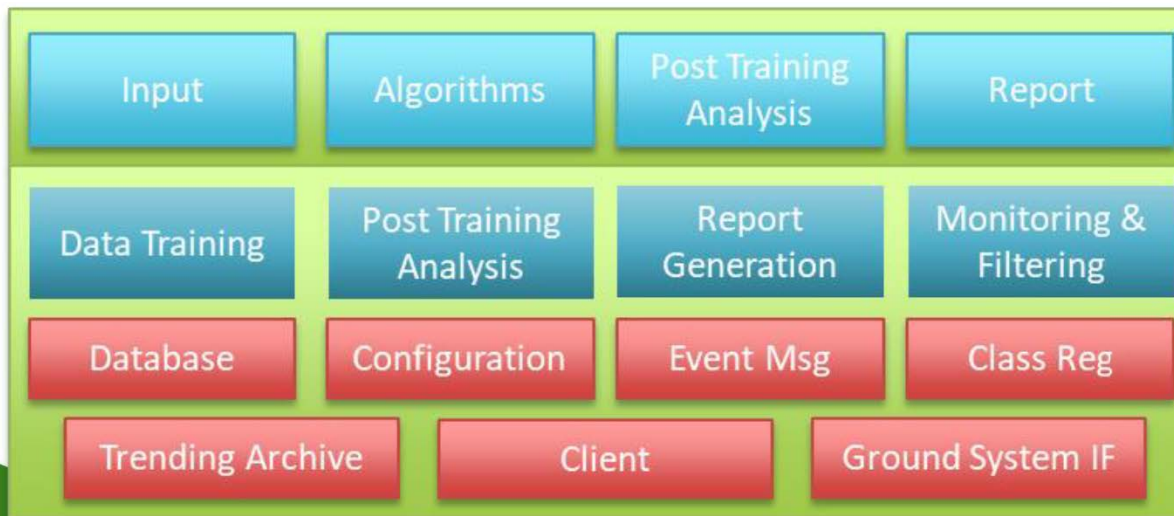 Input
Algorithms
Post Training
Analysis
Report
Data Training
Post Training
Analysis
Report
Generation
Monitoring &
Filtering
Database
Configuration
Event Msg
Class Reg
Trending Archive
Client
Ground System IF